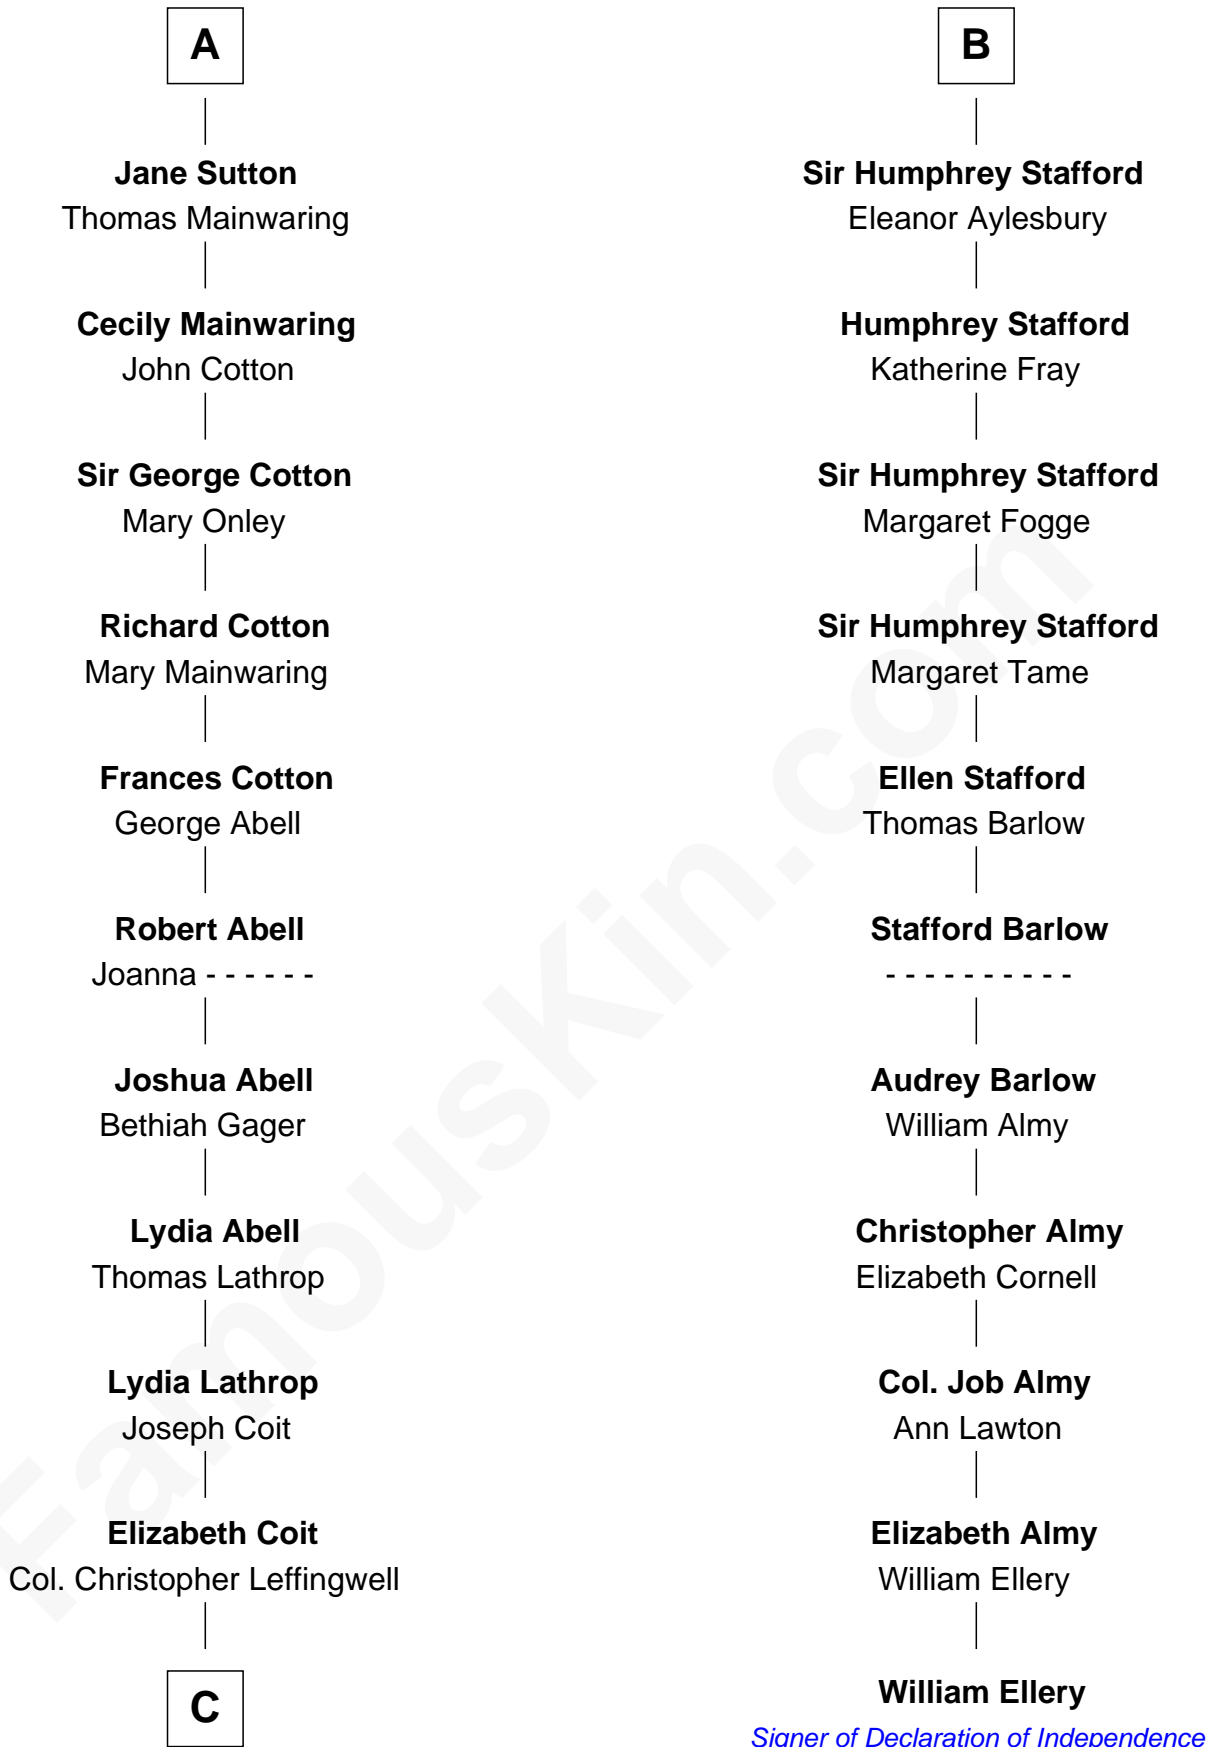 A
Jane Sutton
Thomas Mainwaring
Cecily Mainwaring
John Cotton
Sir George Cotton
Mary Onley
Richard Cotton
Mary Mainwaring
Frances Cotton
George Abell
Robert Abell
Joanna - - - - - -
Joshua Abell
Bethiah Gager
Lydia Abell
Thomas Lathrop
Lydia Lathrop
Joseph Coit
Elizabeth Coit
Col. Christopher Leffingwell
C
B
Sir Humphrey Stafford
Eleanor Aylesbury
Humphrey Stafford
Katherine Fray
Sir Humphrey Stafford
Margaret Fogge
Sir Humphrey Stafford
Margaret Tame
Ellen Stafford
Thomas Barlow
Stafford Barlow
- - - - - - - - - -
Audrey Barlow
William Almy
Christopher Almy
Elizabeth Cornell
Col. Job Almy
Ann Lawton
Elizabeth Almy
William Ellery
William Ellery
Signer of Declaration of Independence
FamousKin.com